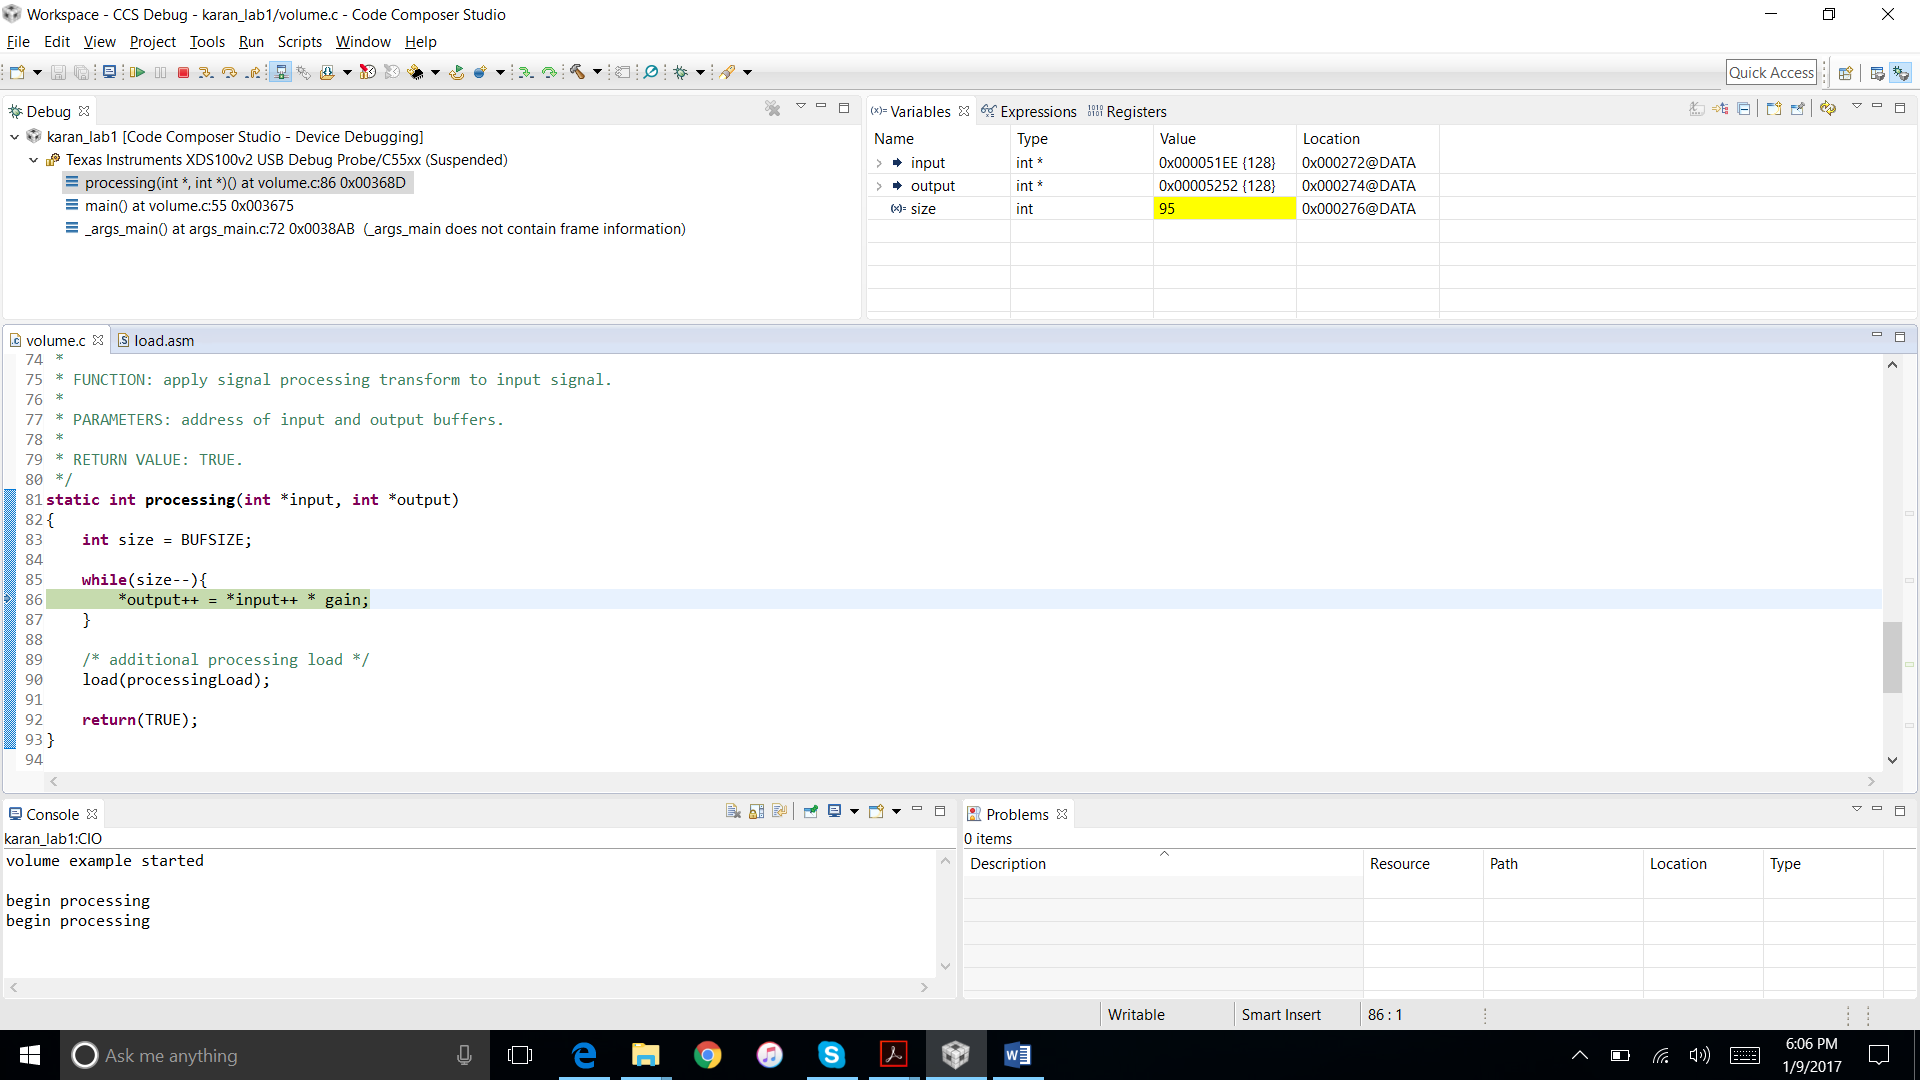 Workspace - CCS Debug - karan_lab1/volume.c - Code Composer Studio
File Edit View Project Tools Run Scripts Window Help
Quick Access
Debug
karan_lab1 [Code Composer Studio - Device Debugging]
Texas Instruments XDS100v2 USB Debug Probe/C55xx (Suspended)
processing(int *, int *)() at volume.c:86 0x00368D
main() at volume.c:55 0x003675
_args_main() at args_main.c:72 0x0038AB (_args_main does not contain frame information)
(x)= Variables Expressions 1010 0101 Registers
Name Type Value Location
input int * 0x000051EE {128} 0x000272@DATA
output int * 0x00005252 {128} 0x000274@DATA
(x)= size int 95 0x000276@DATA
volume.c load.asm
74 *
75 * FUNCTION: apply signal processing transform to input signal.
76 *
77 * PARAMETERS: address of input and output buffers.
78 *
79 * RETURN VALUE: TRUE.
80 */
81 static int processing(int *input, int *output)
82 {
83 int size = BUFSIZE;
84
85 while(size--){
86 *output++ = *input++ * gain;
87 }
88
89 /* additional processing load */
90 load(processingLoad);
91
92 return(TRUE);
93 }
94
Console
karan_lab1:CIO
volume example started
begin processing
begin processing
Problems
0 items
Description Resource Path Location Type
Writable Smart Insert 86 : 1
Ask me anything
6:06 PM
1/9/2017